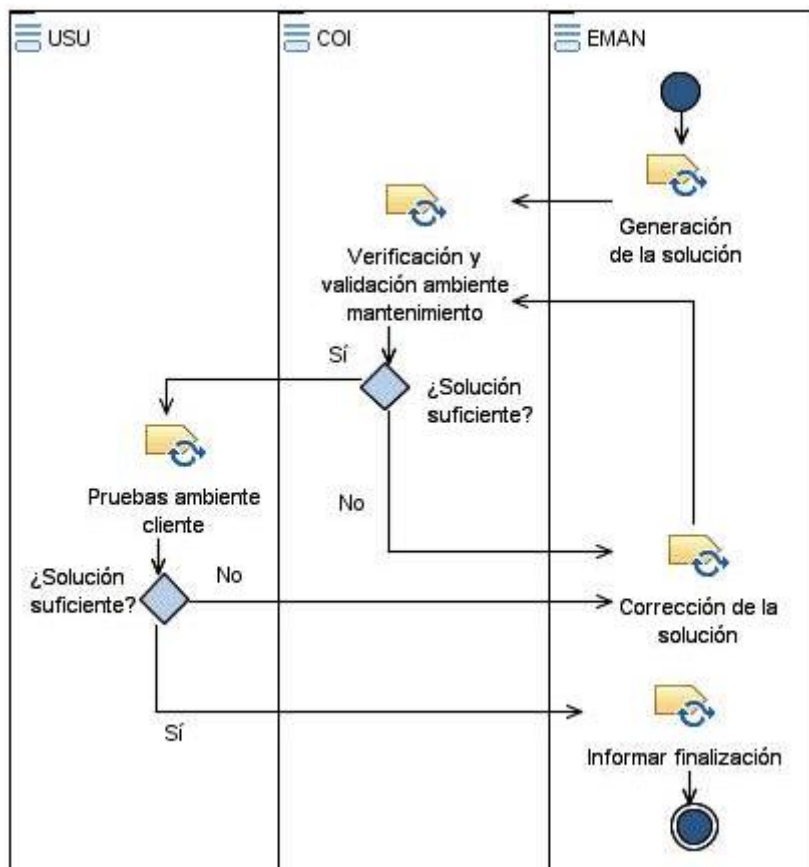 USU
COI
EMAN
Generación
de la solución
Verificación y
validación ambiente
mantenimiento
Sí
¿Solución
suficiente?
Pruebas ambiente
cliente
No
¿Solución
suficiente?
No
Corrección de la
solución
Sí
Informar finalización